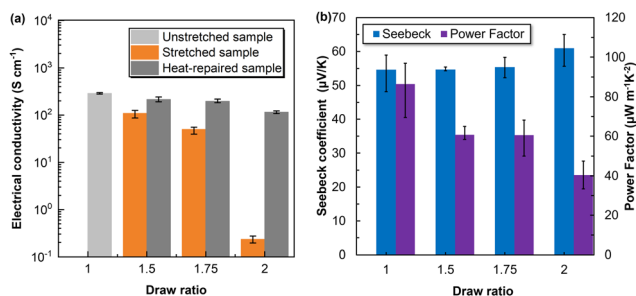 (a)
Unstretched sample
Stretched sample
Heat-repaired sample
Electrical conductivity (S cm⁻¹)
10⁴
10³
10²
10¹
10⁰
10⁻¹
1 1.5 1.75 2
Draw ratio
(b)
Seebeck Power Factor
Seebeck coefficient (µV/K)
70
60
50
40
30
20
10
0
Power Factor (µW m⁻¹K⁻²)
120
100
80
60
40
20
0
1 1.5 1.75 2
Draw ratio